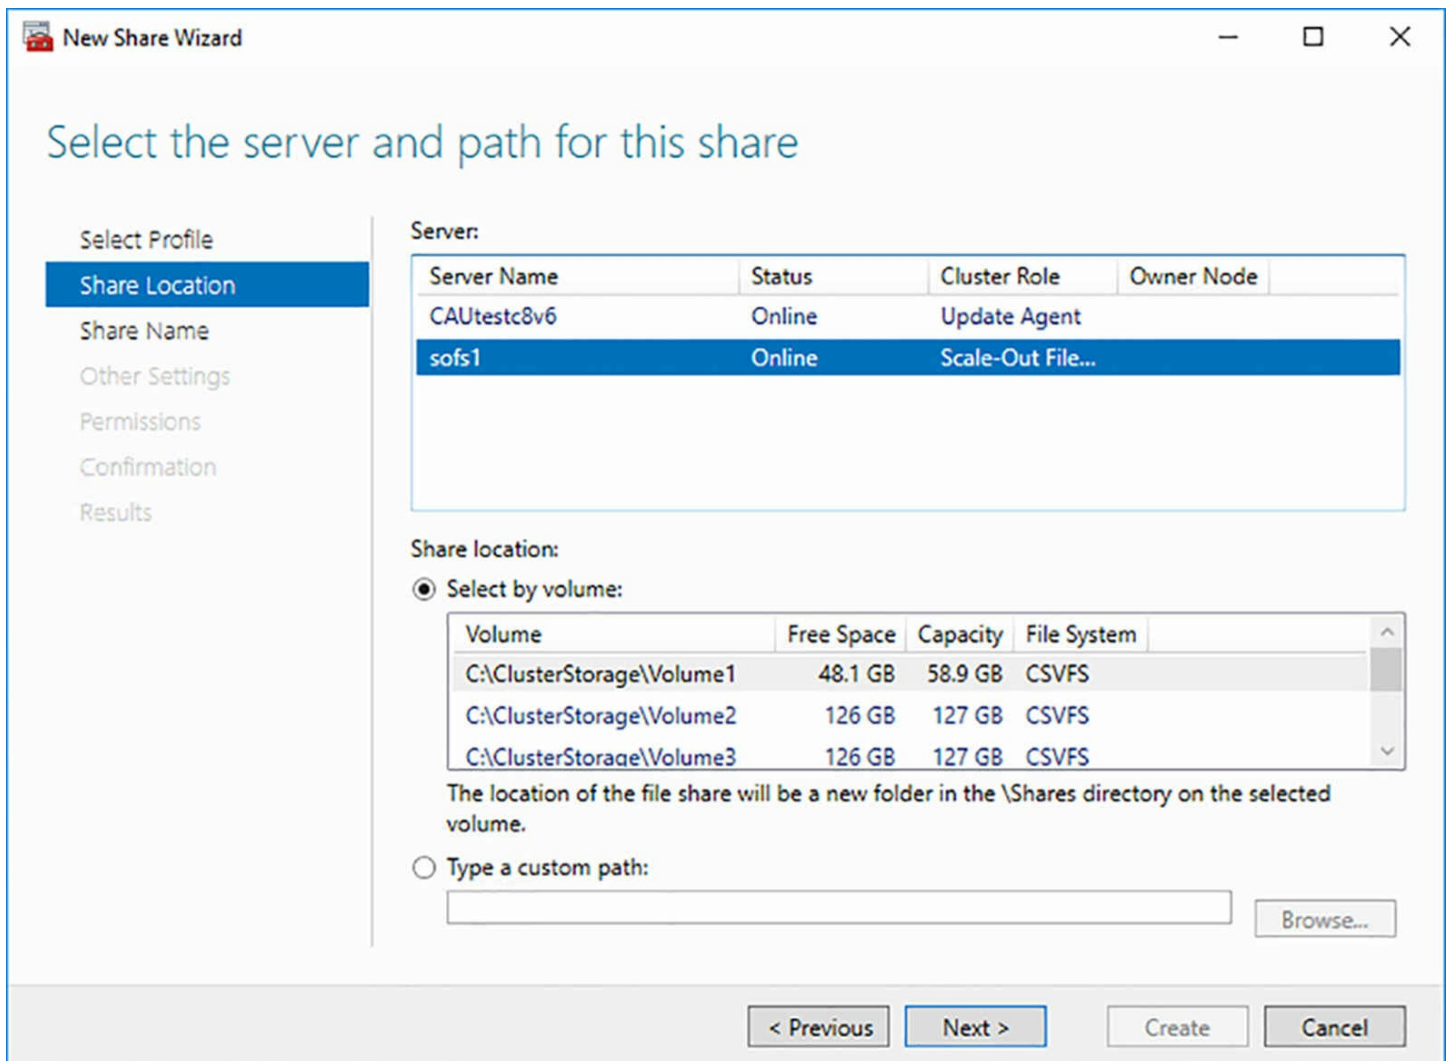 New Share Wizard
Select the server and path for this share
Select Profile
Share Location
Share Name
Other Settings
Permissions
Confirmation
Results
Server:
Server Name Status Cluster Role Owner Node
CAUtestc8v6 Online Update Agent
sofs1 Online Scale-Out File...
Share location:
Select by volume:
Volume Free Space Capacity File System
C:\ClusterStorage\Volume1 48.1 GB 58.9 GB CSVFS
C:\ClusterStorage\Volume2 126 GB 127 GB CSVFS
C:\ClusterStorage\Volume3 126 GB 127 GB CSVFS
The location of the file share will be a new folder in the \Shares directory on the selected
volume.
Type a custom path:
Browse...
< Previous Next > Create Cancel